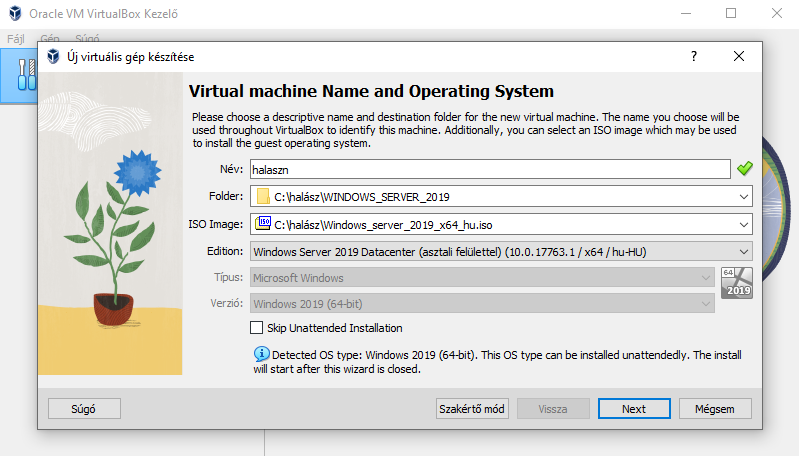 Oracle VM VirtualBox Kezelő
Fájl Gép Súgó
Új virtuális gép készítése
Virtual machine Name and Operating System
Please choose a descriptive name and destination folder for the new virtual machine. The name you choose will be
used throughout VirtualBox to identify this machine. Additionally, you can select an ISO image which may be used
to install the guest operating system.
Név: halaszn
Folder: C:\halász\WINDOWS_SERVER_2019
ISO Image: ISO C:\halász\Windows_server_2019_x64_hu.iso
Edition: Windows Server 2019 Datacenter (asztali felülettel) (10.0.17763.1 / x64 / hu-HU)
Típus: Microsoft Windows
64
2019
Verzió: Windows 2019 (64-bit)
Skip Unattended Installation
Detected OS type: Windows 2019 (64-bit). This OS type can be installed unattendedly. The install
will start after this wizard is closed.
Súgó Szakértő mód Vissza Next Mégsem